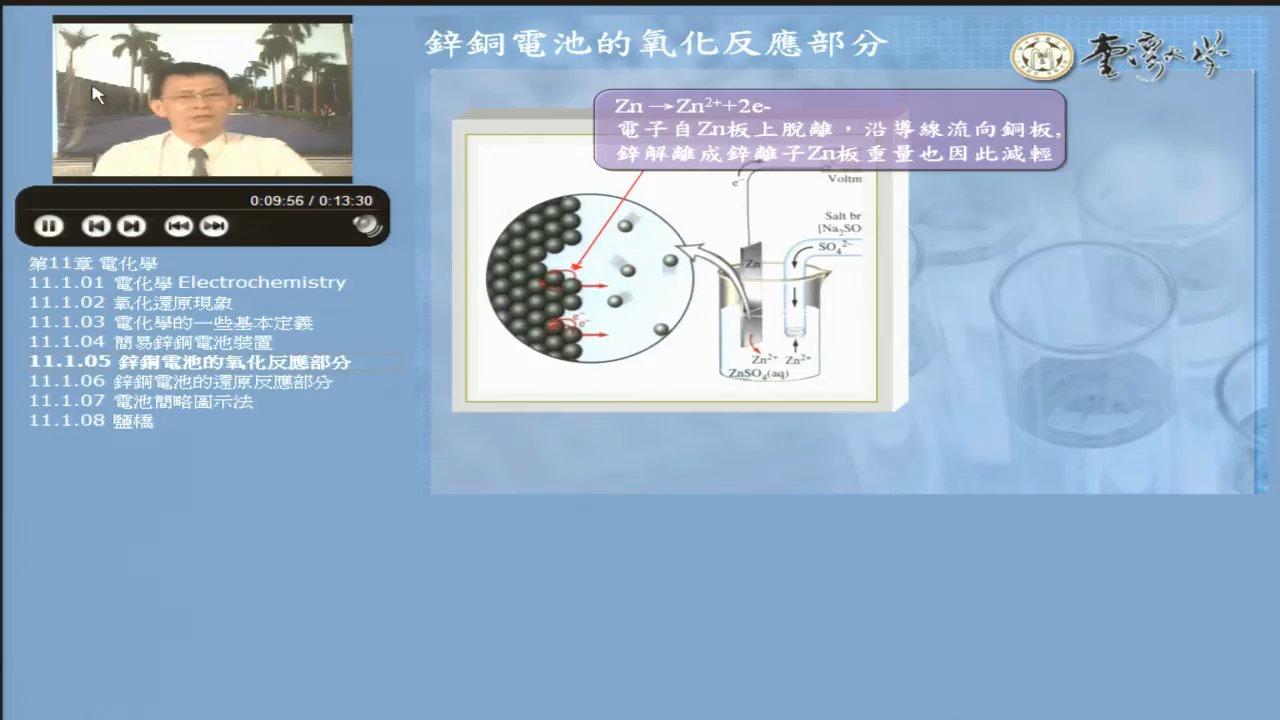 鋅銅電池的氧化反應部分
臺灣大學
0:09:56 / 0:13:30
第11章 電化學
11.1.01 電化學 Electrochemistry
11.1.02 氧化還原現象
11.1.03 電化學的一些基本定義
11.1.04 簡易鋅銅電池裝置
11.1.05 鋅銅電池的氧化反應部分
11.1.06 鋅銅電池的還原反應部分
11.1.07 電池簡略圖示法
11.1.08 鹽橋
Zn→Zn²⁺+2e-
電子自Zn板上脫離，沿導線流向銅板,
鋅解離成鋅離子Zn板重量也因此減輕
e⁻
Voltm
Salt br
[Na₂SO
SO₄²⁻
Zn
e⁻
e⁻
Zn²⁺ Zn²⁺
ZnSO₄(aq)